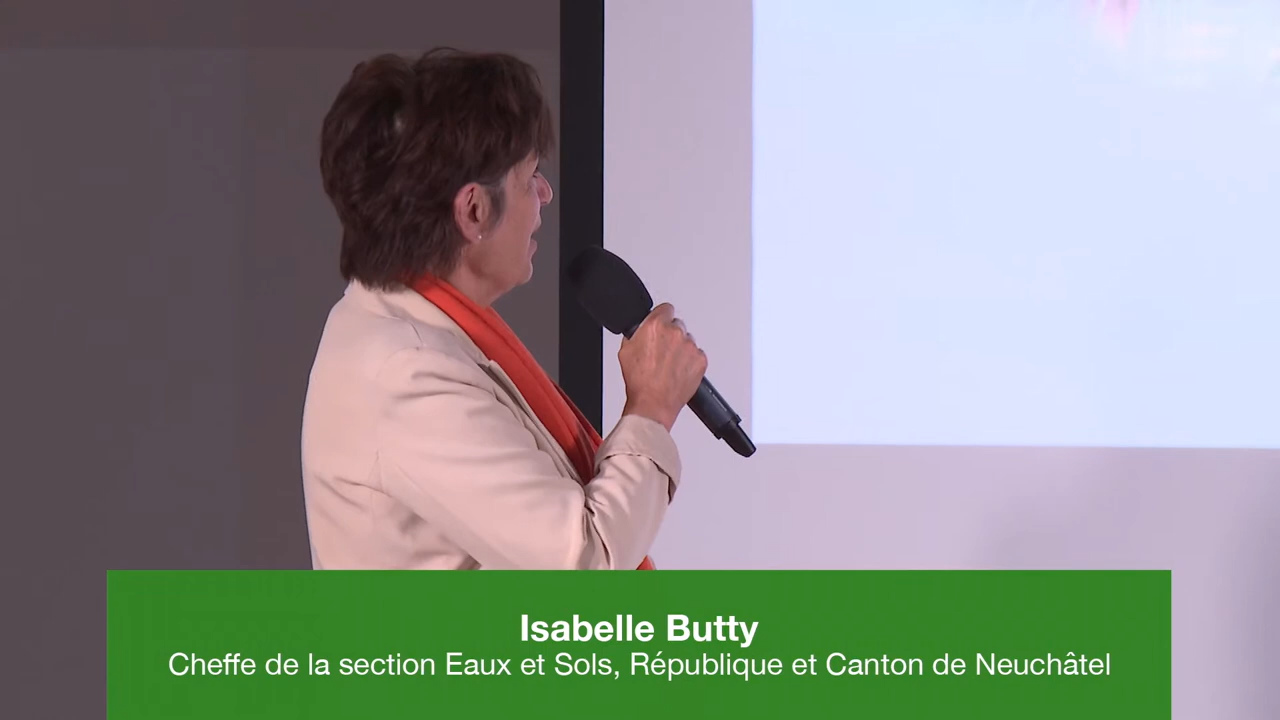 Isabelle Butty
Cheffe de la section Eaux et Sols, République et Canton de Neuchâtel